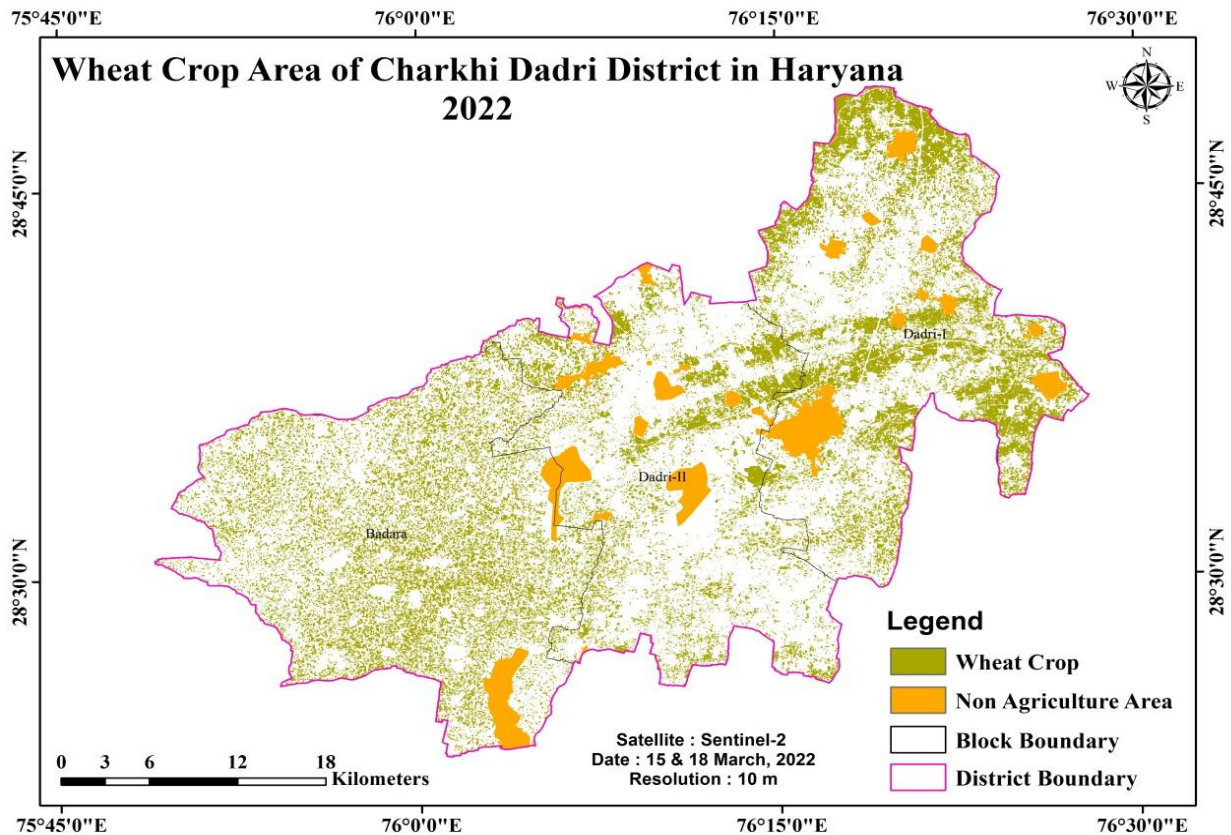 75°45'0"E 76°0'0"E 76°15'0"E 76°30'0"E
Wheat Crop Area of Charkhi Dadri District in Haryana
2022
N
W E
S
28°45'0"N 28°45'0"N
Dadri-I
Dadri-II
Badara
28°30'0"N 28°30'0"N
Legend
Wheat Crop
Non Agriculture Area
Block Boundary
District Boundary
Satellite : Sentinel-2
Date : 15 & 18 March, 2022
Resolution : 10 m
0 3 6 12 18
Kilometers
75°45'0"E 76°0'0"E 76°15'0"E 76°30'0"E